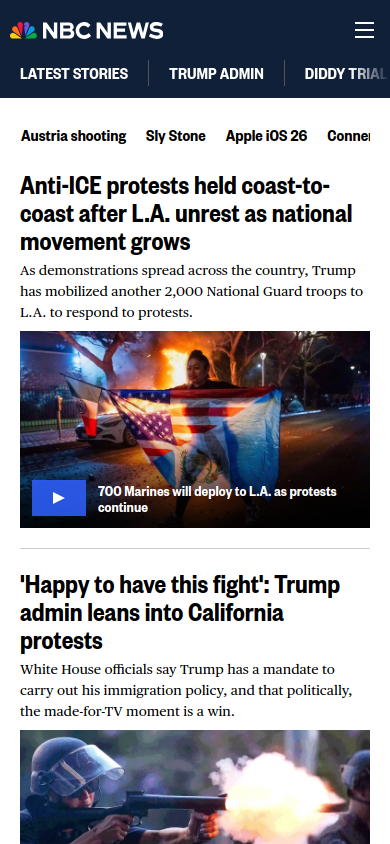 NBC NEWS
LATEST STORIES
TRUMP ADMIN
DIDDY TRIAL
Austria shooting
Sly Stone
Apple iOS 26
Conner
Anti-ICE protests held coast-to-
coast after L.A. unrest as national
movement grows
As demonstrations spread across the country, Trump
has mobilized another 2,000 National Guard troops to
L.A. to respond to protests.
700 Marines will deploy to L.A. as protests
continue
'Happy to have this fight': Trump
admin leans into California
protests
White House officials say Trump has a mandate to
carry out his immigration policy, and that politically,
the made-for-TV moment is a win.